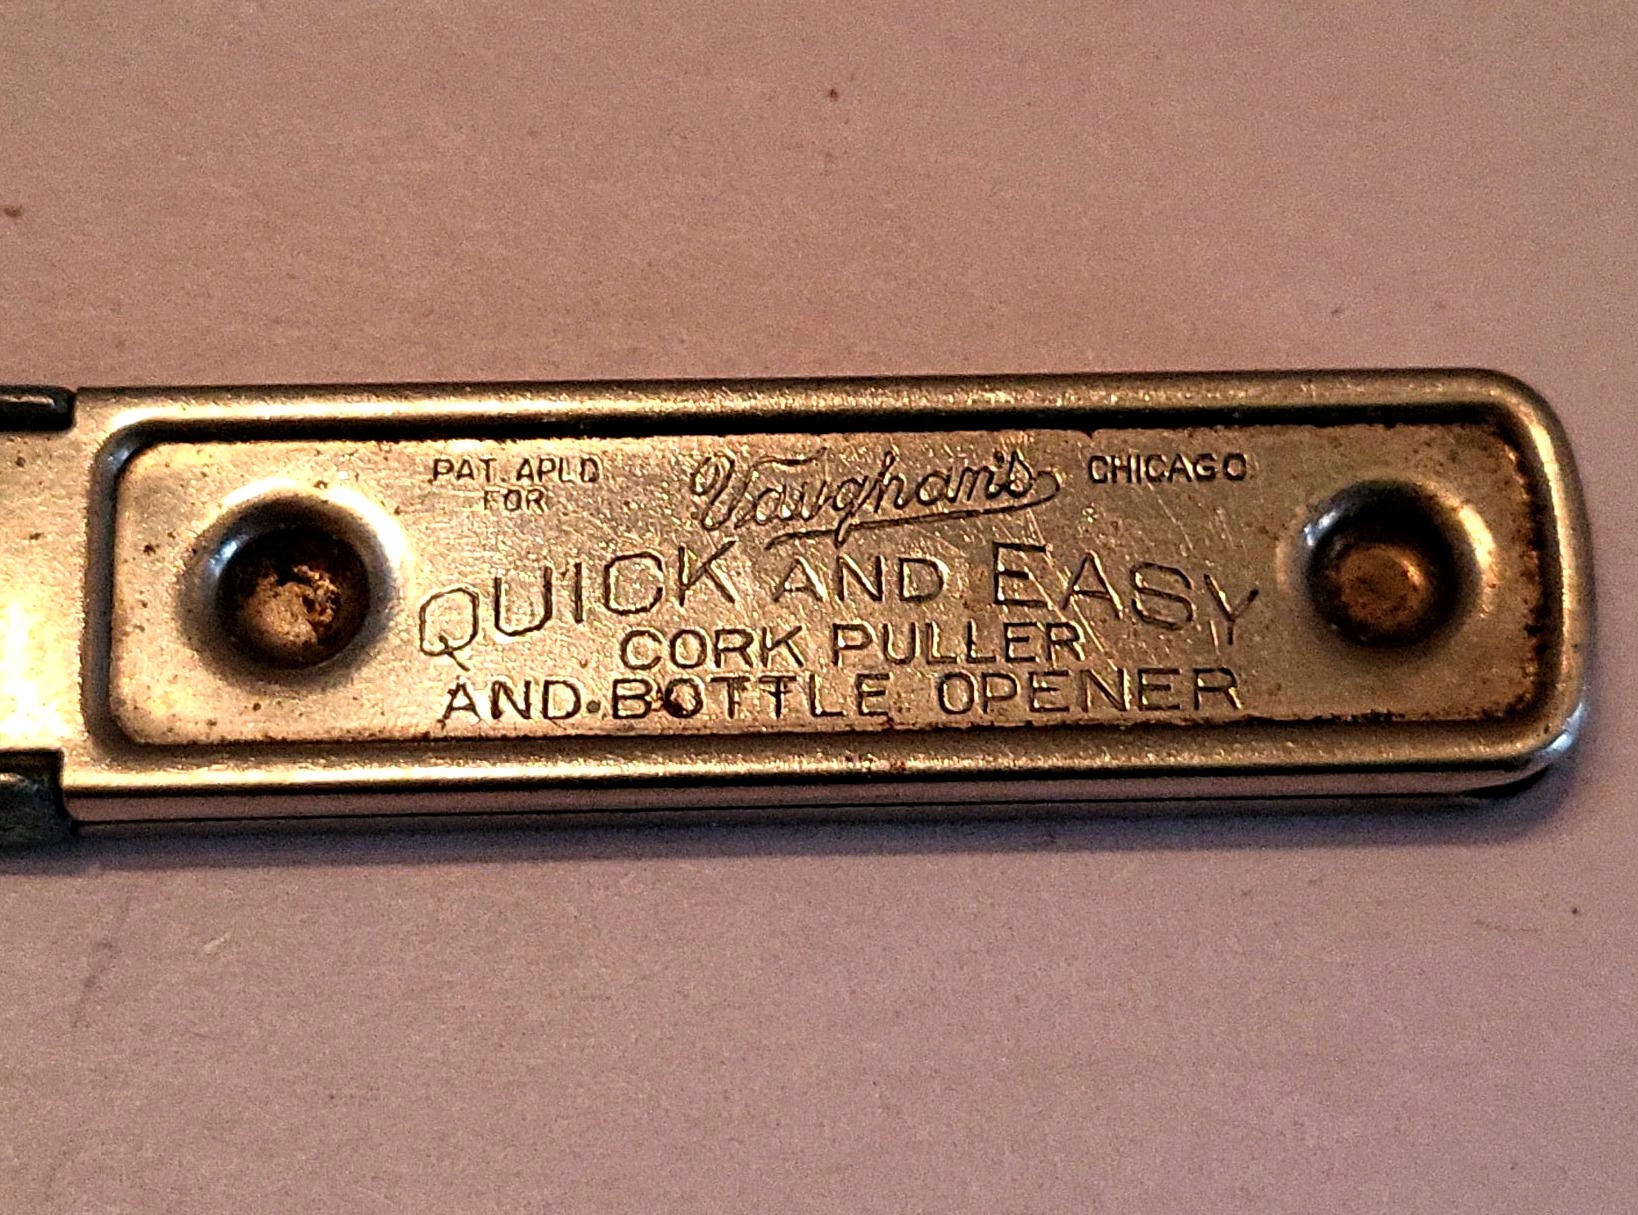 PAT. APLD FOR
Vaughan's
CHICAGO
QUICK AND EASY
CORK PULLER
AND BOTTLE OPENER